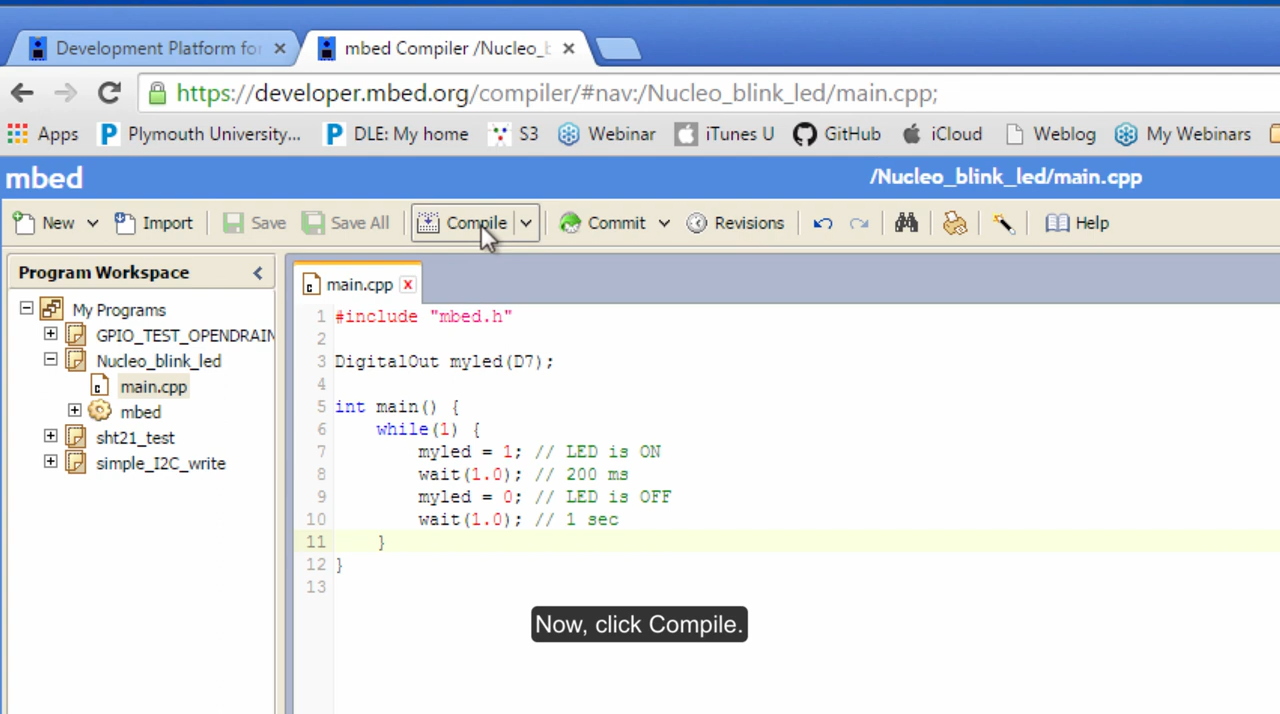 Development Platform for
mbed Compiler /Nucleo_b
https://developer.mbed.org/compiler/#nav:/Nucleo_blink_led/main.cpp;
Apps Plymouth University... DLE: My home S3 Webinar iTunes U GitHub iCloud Weblog My Webinars
mbed /Nucleo_blink_led/main.cpp
New Import Save Save All Compile Commit Revisions Help
Program Workspace
My Programs
GPIO_TEST_OPENDRAIN
Nucleo_blink_led
main.cpp
mbed
sht21_test
simple_I2C_write
main.cpp
1 #include "mbed.h"
2
3 DigitalOut myled(D7);
4
5 int main() {
6 while(1) {
7 myled = 1; // LED is ON
8 wait(1.0); // 200 ms
9 myled = 0; // LED is OFF
10 wait(1.0); // 1 sec
11 }
12 }
13
Now, click Compile.